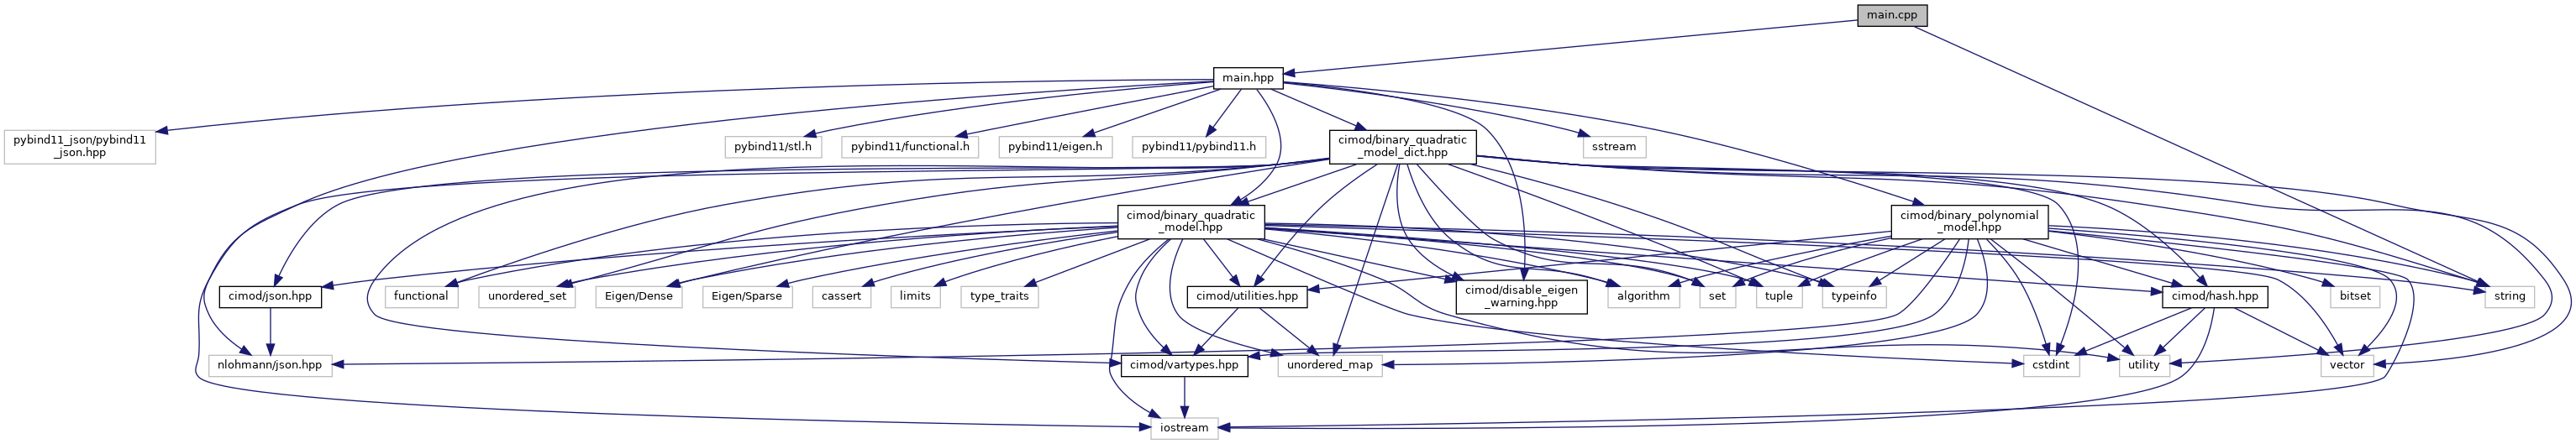 main.cpp
main.hpp
pybind11_json/pybind11
_json.hpp
pybind11/stl.h
pybind11/functional.h
pybind11/eigen.h
pybind11/pybind11.h
cimod/binary_quadratic
_model_dict.hpp
sstream
cimod/binary_quadratic
_model.hpp
cimod/binary_polynomial
_model.hpp
cimod/json.hpp
functional
unordered_set
Eigen/Dense
Eigen/Sparse
cassert
limits
type_traits
cimod/utilities.hpp
cimod/disable_eigen
_warning.hpp
algorithm
set
tuple
typeinfo
cimod/hash.hpp
bitset
string
nlohmann/json.hpp
cimod/vartypes.hpp
unordered_map
cstdint
utility
vector
iostream